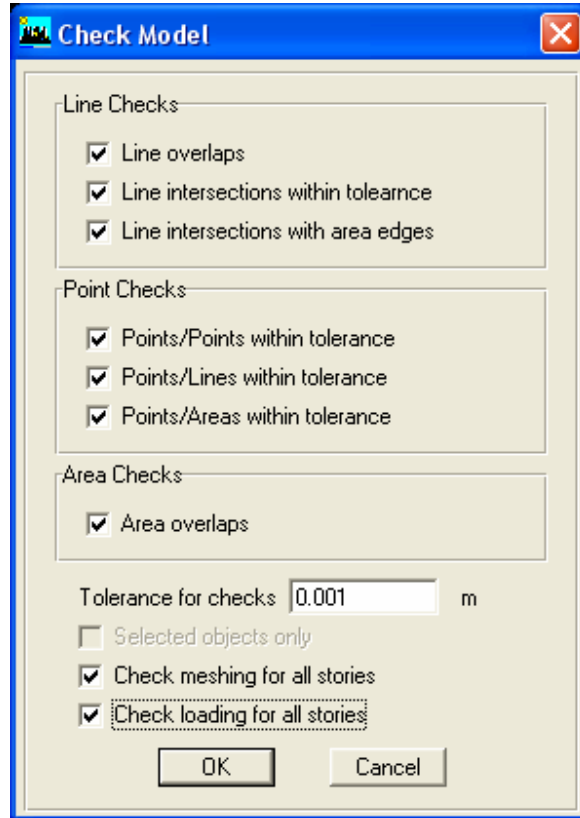 Check Model
Line Checks
Line overlaps
Line intersections within tolearnce
Line intersections with area edges
Point Checks
Points/Points within tolerance
Points/Lines within tolerance
Points/Areas within tolerance
Area Checks
Area overlaps
Tolerance for checks 0.001 m
Selected objects only
Check meshing for all stories
Check loading for all stories
OK Cancel